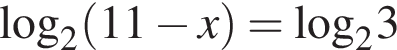 log₂(11 − x) = log₂3